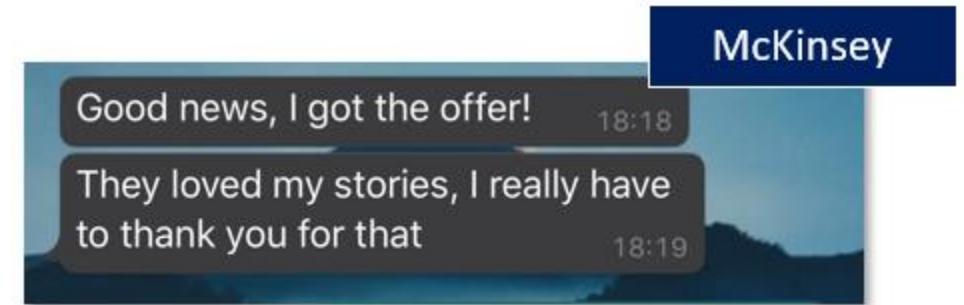 McKinsey
Good news, I got the offer!
18:18
They loved my stories, I really have
to thank you for that
18:19